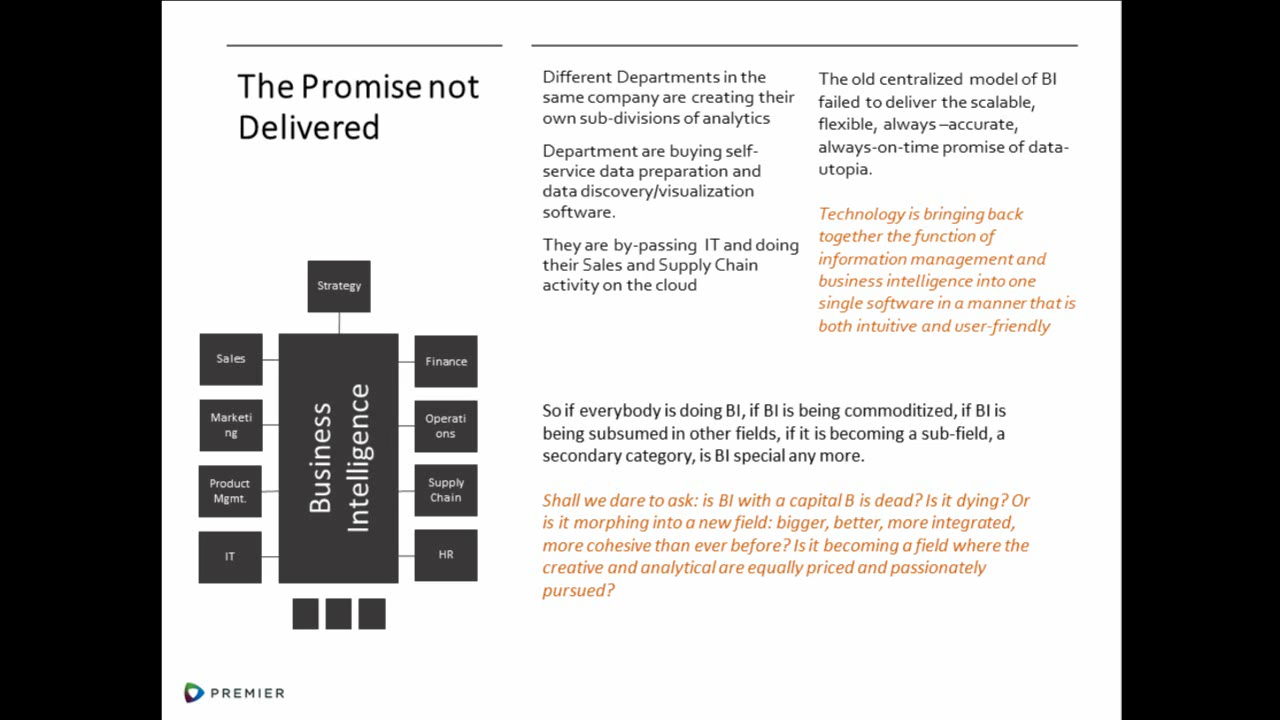 The Promise not
Delivered
Different Departments in the
same company are creating their
own sub-divisions of analytics
Department are buying self-
service data preparation and
data discovery/visualization
software.
They are by-passing IT and doing
their Sales and Supply Chain
activity on the cloud
The old centralized model of BI
failed to deliver the scalable,
flexible, always –accurate,
always-on-time promise of data-
utopia.
Technology is bringing back
together the function of
information management and
business intelligence into one
single software in a manner that is
both intuitive and user-friendly
Strategy
Sales
Marketi
ng
Product
Mgmt.
IT
Business
Intelligence
Finance
Operati
ons
Supply
Chain
HR
So if everybody is doing BI, if BI is being commoditized, if BI is
being subsumed in other fields, if it is becoming a sub-field, a
secondary category, is BI special any more.
Shall we dare to ask: is BI with a capital B is dead? Is it dying? Or
is it morphing into a new field: bigger, better, more integrated,
more cohesive than ever before? Is it becoming a field where the
creative and analytical are equally priced and passionately
pursued?
PREMIER